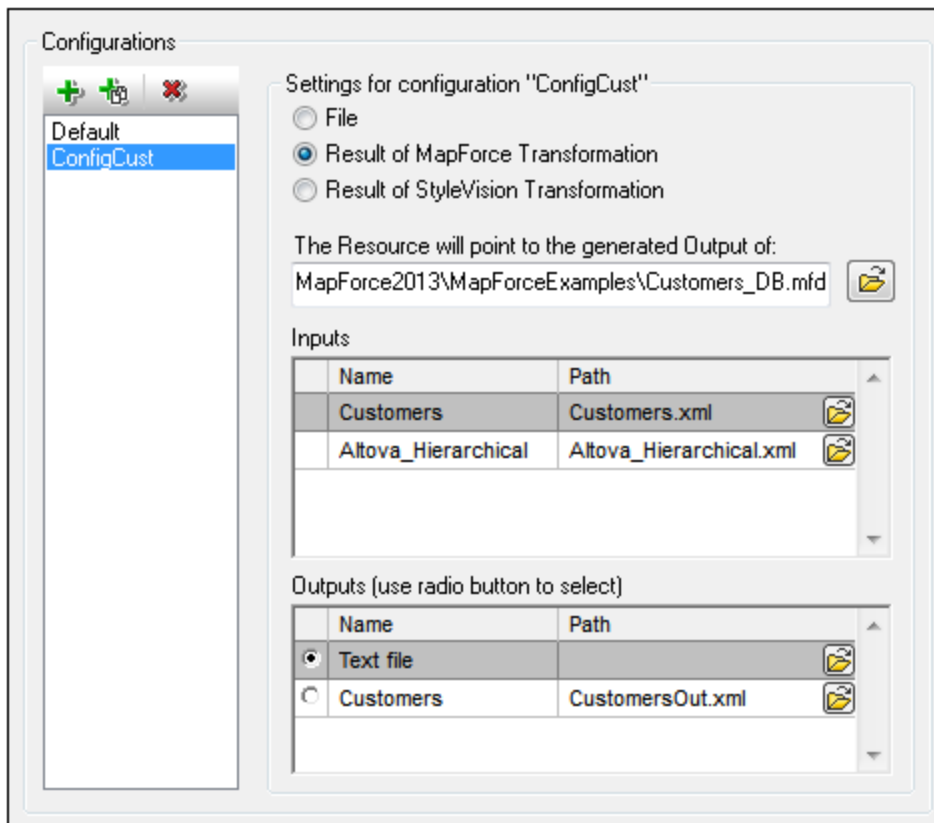 Configurations
Default
ConfigCust
Settings for configuration "ConfigCust"
File
Result of MapForce Transformation
Result of StyleVision Transformation
The Resource will point to the generated Output of:
MapForce2013\MapForceExamples\Customers_DB.mfd
Inputs
Name Path
Customers Customers.xml
Altova_Hierarchical Altova_Hierarchical.xml
Outputs (use radio button to select)
Name Path
Text file
Customers CustomersOut.xml